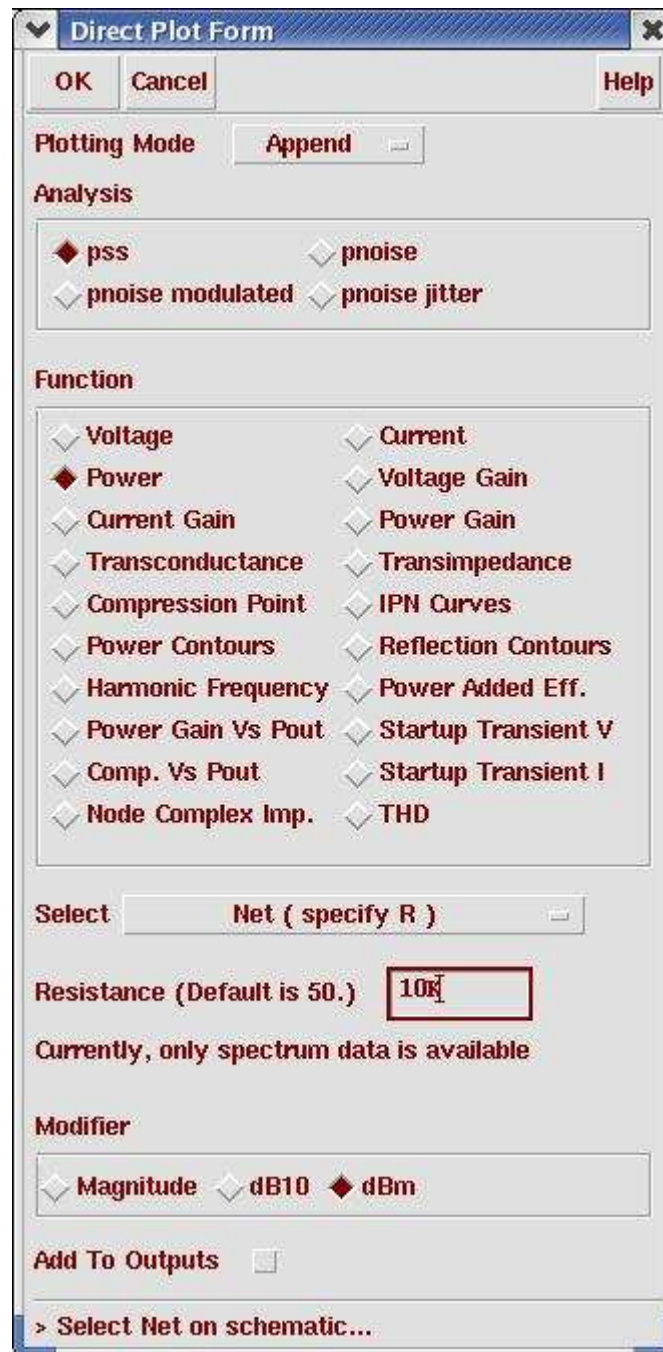 Direct Plot Form
OK Cancel Help
Plotting Mode Append
Analysis
pss pnoise
pnoise modulated pnoise jitter
Function
Voltage Current
Power Voltage Gain
Current Gain Power Gain
Transconductance Transimpedance
Compression Point IPN Curves
Power Contours Reflection Contours
Harmonic Frequency Power Added Eff.
Power Gain Vs Pout Startup Transient V
Comp. Vs Pout Startup Transient I
Node Complex Imp. THD
Select Net ( specify R )
Resistance (Default is 50.) 10K
Currently, only spectrum data is available
Modifier
Magnitude dB10 dBm
Add To Outputs
> Select Net on schematic...